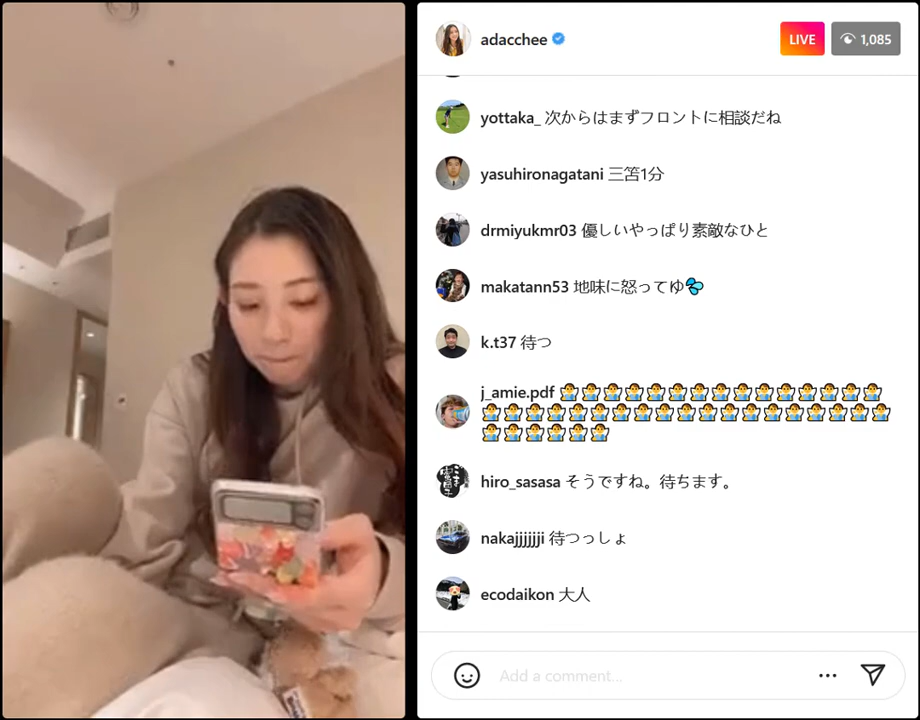 adacchee
LIVE
1,085
yottaka_ 次からはまずフロントに相談だね
yasuhironagatani 三笘1分
drmiyukmr03 優しいやっぱり素敵なひと
makatann53 地味に怒ってゆ💦
k.t37 待つ
j_amie.pdf
hiro_sasasa そうですね。待ちます。
nakajjjjjji 待つっしょ
ecodaikon 大人
Add a comment...